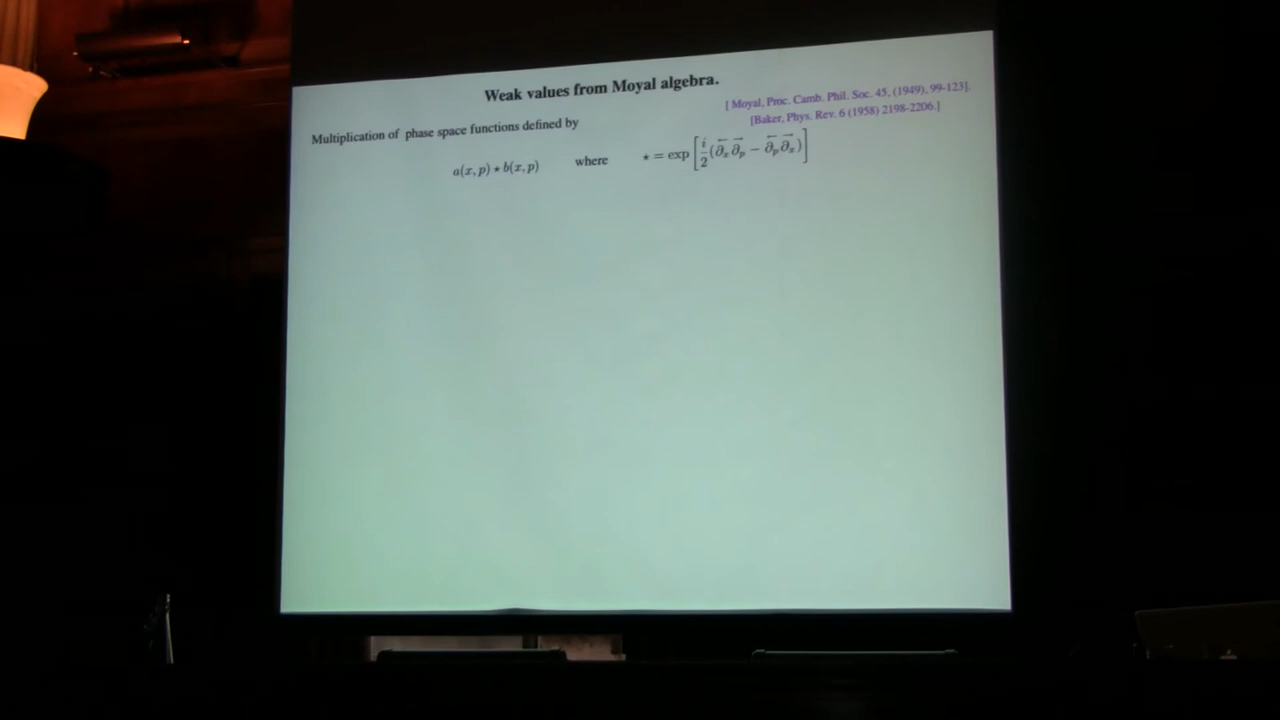 Weak values from Moyal algebra.
[ Moyal, Proc. Camb. Phil. Soc. 45, (1949), 99-123].
[Baker, Phys. Rev. 6 (1958) 2198-2206.]
Multiplication of phase space functions defined by
a(x, p) ⋆ b(x, p) where ⋆ = exp [ i/2 (∂⃖ₓ∂⃗ₚ − ∂⃖ₚ∂⃗ₓ) ]